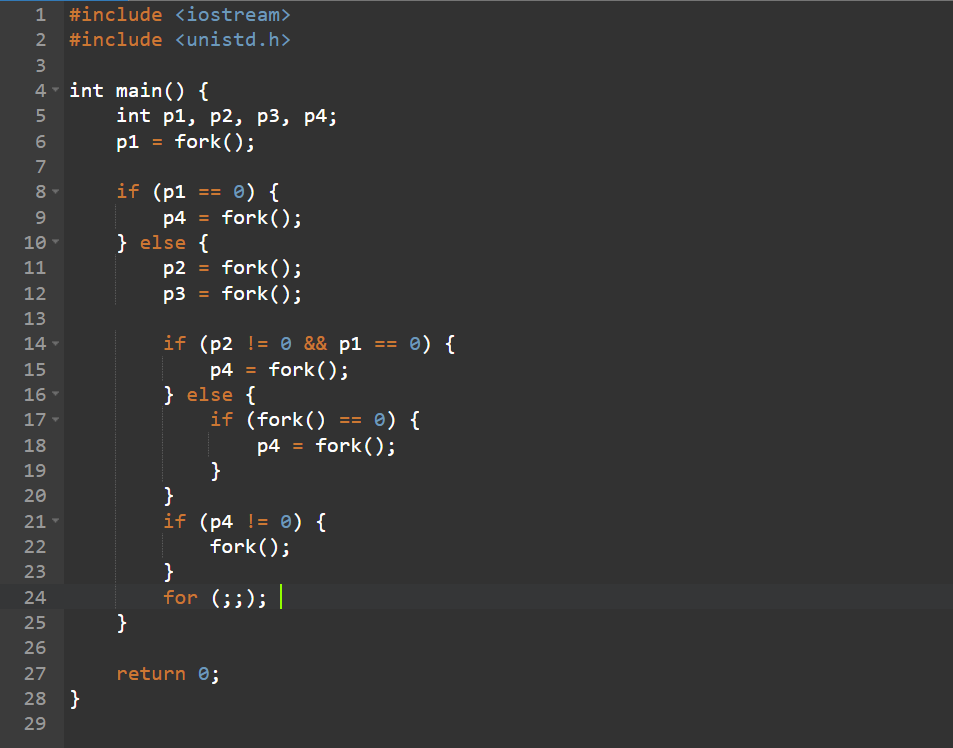 1 #include <iostream>
2 #include <unistd.h>
3
4 int main() {
5     int p1, p2, p3, p4;
6     p1 = fork();
7
8     if (p1 == 0) {
9         p4 = fork();
10     } else {
11         p2 = fork();
12         p3 = fork();
13
14         if (p2 != 0 && p1 == 0) {
15             p4 = fork();
16         } else {
17             if (fork() == 0) {
18                 p4 = fork();
19             }
20         }
21         if (p4 != 0) {
22             fork();
23         }
24         for (;;);
25     }
26
27     return 0;
28 }
29